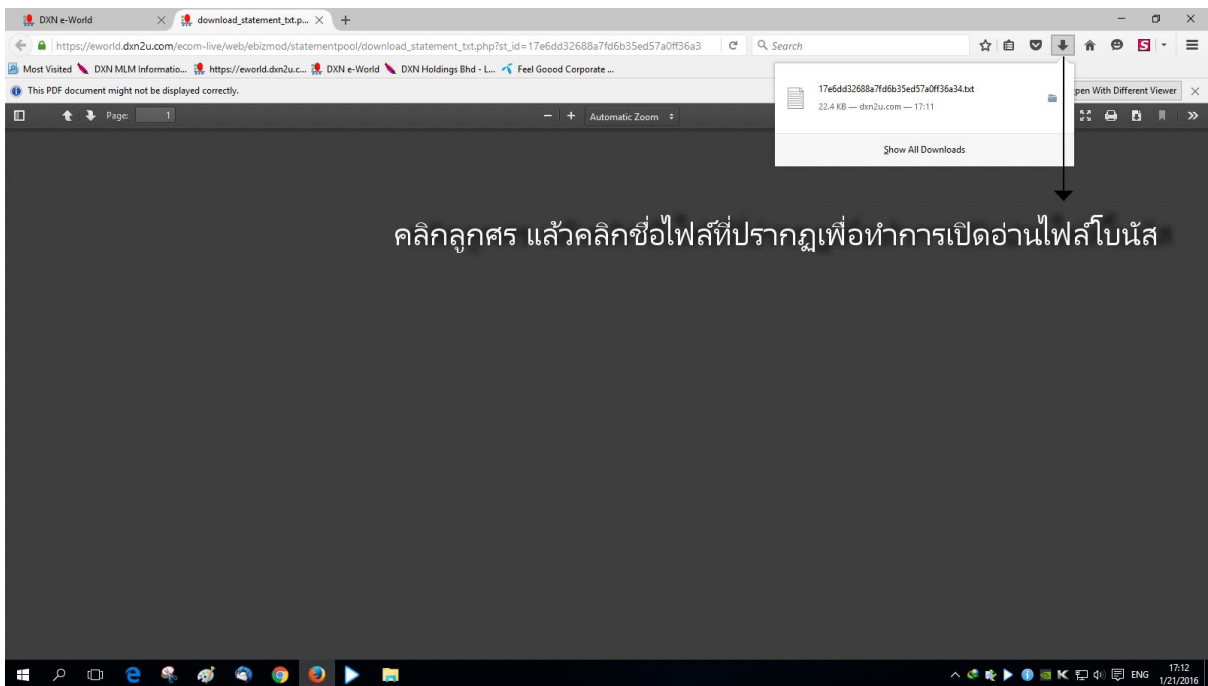 DXN e-World
download_statement_txt.p...
https://eworld.dxn2u.com/ecom-live/web/ebizmod/statementpool/download_statement_txt.php?st_id=17e6dd32688a7fd6b35ed57a0ff36a3
Search
Most Visited
DXN MLM Informatio...
https://eworld.dxn2u.c...
DXN e-World
DXN Holdings Bhd - L...
Feel Goood Corporate ...
This PDF document might not be displayed correctly.
pen With Different Viewer
17e6dd32688a7fd6b35ed57a0ff36a34.txt
22.4 KB — dxn2u.com — 17:11
Show All Downloads
Page: 1
Automatic Zoom
คลิกลูกศร แล้วคลิกชื่อไฟล์ที่ปรากฏเพื่อทำการเปิดอ่านไฟล์โบนัส
ENG
17:12
1/21/2016